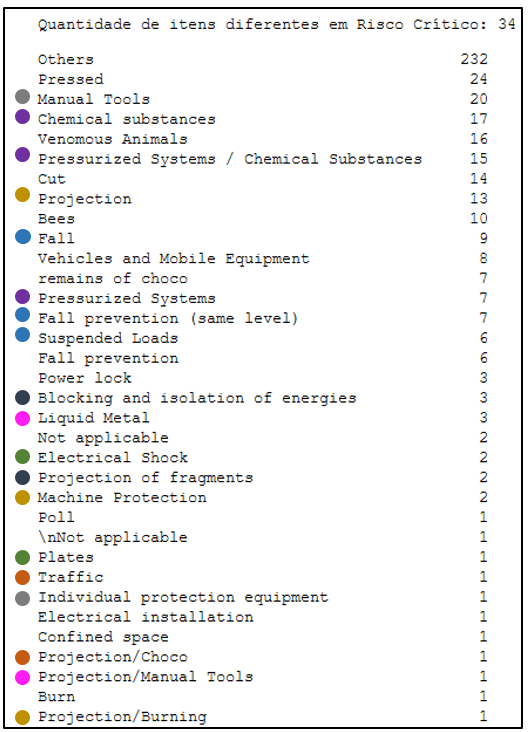 Quantidade de itens diferentes em Risco Crítico: 34
Others 232
Pressed 24
Manual Tools 20
Chemical substances 17
Venomous Animals 16
Pressurized Systems / Chemical Substances 15
Cut 14
Projection 13
Bees 10
Fall 9
Vehicles and Mobile Equipment 8
remains of choco 7
Pressurized Systems 7
Fall prevention (same level) 7
Suspended Loads 6
Fall prevention 6
Power lock 3
Blocking and isolation of energies 3
Liquid Metal 3
Not applicable 2
Electrical Shock 2
Projection of fragments 2
Machine Protection 2
Poll 1
\nNot applicable 1
Plates 1
Traffic 1
Individual protection equipment 1
Electrical installation 1
Confined space 1
Projection/Choco 1
Projection/Manual Tools 1
Burn 1
Projection/Burning 1